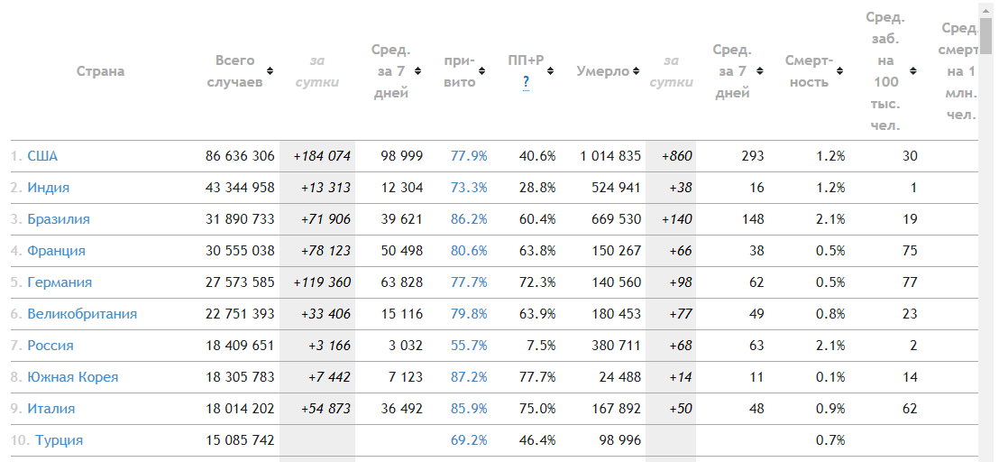 Страна Всего случаев за сутки Сред. за 7 дней при-вито ПП+Р ? Умерло за сутки Сред. за 7 дней Смерт-ность Сред. заб. на 100 тыс. чел. Сред. смерт на 1 млн. чел.
1. США 86 636 306 +184 074 98 999 77.9% 40.6% 1 014 835 +860 293 1.2% 30
2. Индия 43 344 958 +13 313 12 304 73.3% 28.8% 524 941 +38 16 1.2% 1
3. Бразилия 31 890 733 +71 906 39 621 86.2% 60.4% 669 530 +140 148 2.1% 19
4. Франция 30 555 038 +78 123 50 498 80.6% 63.8% 150 267 +66 38 0.5% 75
5. Германия 27 573 585 +119 360 63 828 77.7% 72.3% 140 560 +98 62 0.5% 77
6. Великобритания 22 751 393 +33 406 15 116 79.8% 63.9% 180 453 +77 49 0.8% 23
7. Россия 18 409 651 +3 166 3 032 55.7% 7.5% 380 711 +68 63 2.1% 2
8. Южная Корея 18 305 783 +7 442 7 123 87.2% 77.7% 24 488 +14 11 0.1% 14
9. Италия 18 014 202 +54 873 36 492 85.9% 75.0% 167 892 +50 48 0.9% 62
10. Турция 15 085 742 69.2% 46.4% 98 996 0.7%